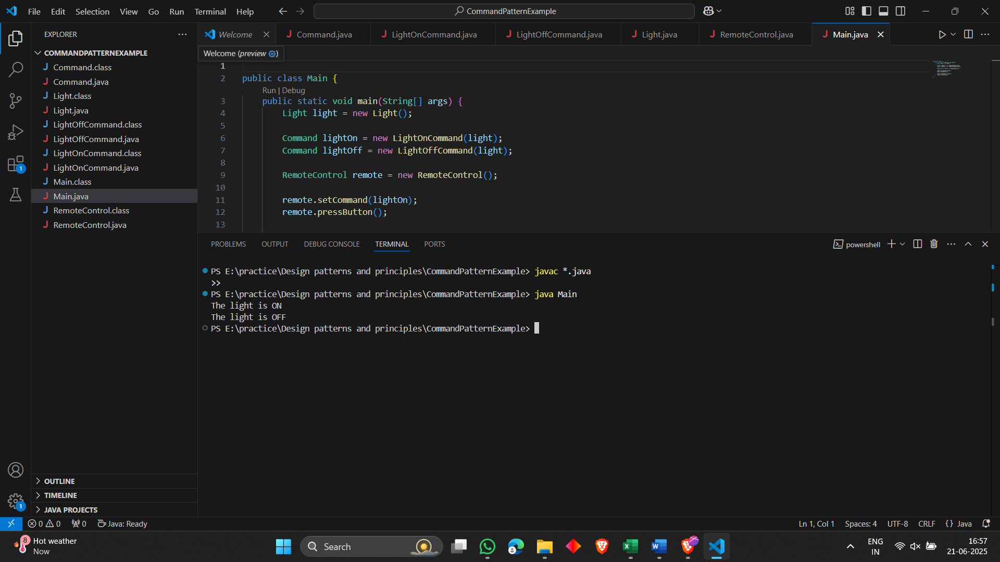 File Edit Selection View Go Run Terminal Help
CommandPatternExample
EXPLORER
Welcome
Command.java
LightOnCommand.java
LightOffCommand.java
Light.java
RemoteControl.java
Main.java
Welcome (preview)
COMMANDPATTERNEXAMPLE
Command.class
Command.java
Light.class
Light.java
LightOffCommand.class
LightOffCommand.java
LightOnCommand.class
LightOnCommand.java
Main.class
Main.java
RemoteControl.class
RemoteControl.java
1
1
2 public class Main {
Run | Debug
3 public static void main(String[] args) {
4 Light light = new Light();
5
6 Command lightOn = new LightOnCommand(light);
7 Command lightOff = new LightOffCommand(light);
8
9 RemoteControl remote = new RemoteControl();
10
11 remote.setCommand(lightOn);
12 remote.pressButton();
13
PROBLEMS OUTPUT DEBUG CONSOLE TERMINAL PORTS
powershell
PS E:\practice\Design patterns and principles\CommandPatternExample> javac *.java
>>
PS E:\practice\Design patterns and principles\CommandPatternExample> java Main
The light is ON
The light is OFF
PS E:\practice\Design patterns and principles\CommandPatternExample>
OUTLINE
TIMELINE
JAVA PROJECTS
1
0 0 0 Java: Ready
Ln 1, Col 1 Spaces: 4 UTF-8 CRLF {} Java
8
Hot weather
Now
Search
ENG
IN
16:57
21-06-2025